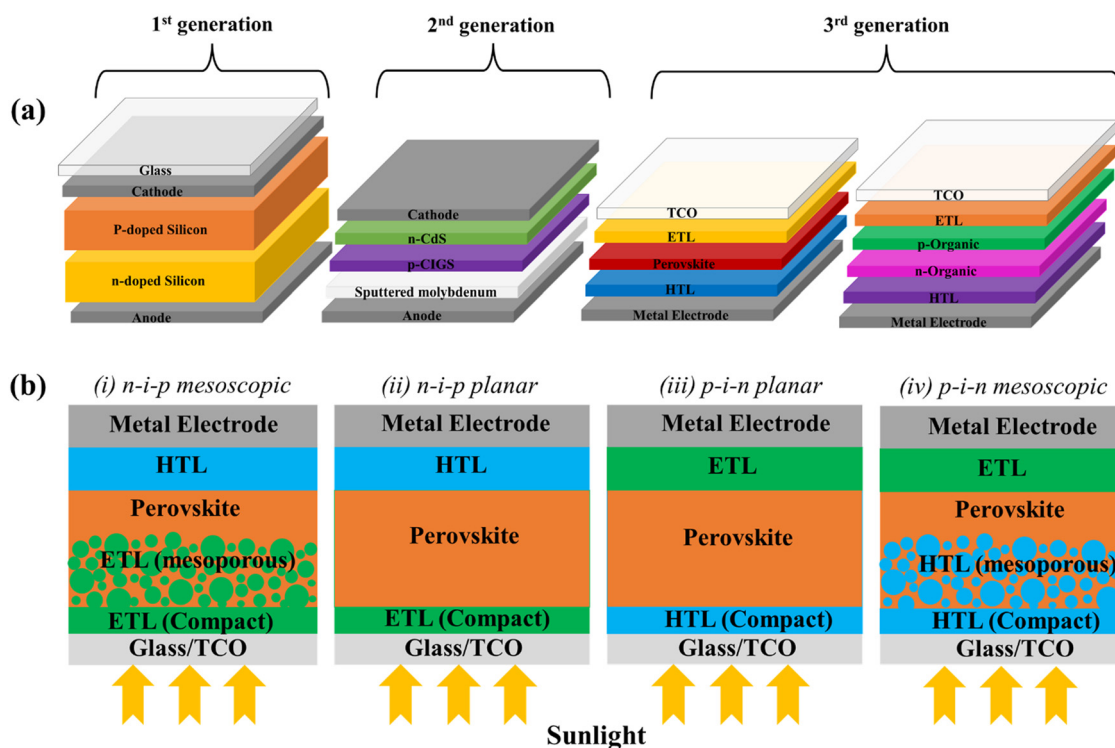 1st generation
2nd generation
3rd generation
(a)
Glass
Cathode
P-doped Silicon
n-doped Silicon
Anode
Cathode
n-CdS
p-CIGS
Sputtered molybdenum
Anode
TCO
ETL
Perovskite
HTL
Metal Electrode
TCO
ETL
p-Organic
n-Organic
HTL
Metal Electrode
(b)
(i) n-i-p mesoscopic
Metal Electrode
HTL
Perovskite
ETL (mesoporous)
ETL (Compact)
Glass/TCO
(ii) n-i-p planar
Metal Electrode
HTL
Perovskite
ETL (Compact)
Glass/TCO
(iii) p-i-n planar
Metal Electrode
ETL
Perovskite
HTL (Compact)
Glass/TCO
(iv) p-i-n mesoscopic
Metal Electrode
ETL
Perovskite
HTL (mesoporous)
HTL (Compact)
Glass/TCO
Sunlight